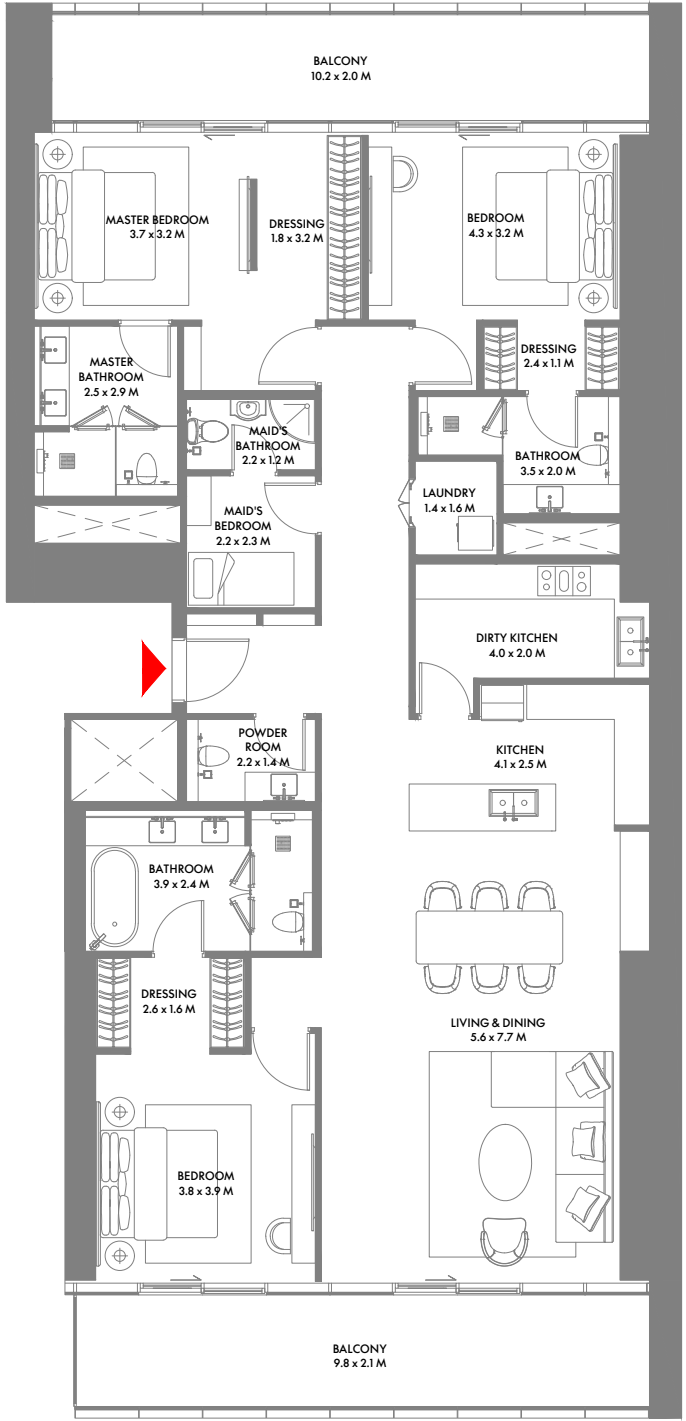 BALCONY
10.2 x 2.0 M
MASTER BEDROOM
3.7 x 3.2 M
DRESSING
1.8 x 3.2 M
BEDROOM
4.3 x 3.2 M
MASTER
BATHROOM
2.5 x 2.9 M
DRESSING
2.4 x 1.1 M
MAID'S
BATHROOM
2.2 x 1.2 M
BATHROOM
3.5 x 2.0 M
MAID'S
BEDROOM
2.2 x 2.3 M
LAUNDRY
1.4 x 1.6 M
DIRTY KITCHEN
4.0 x 2.0 M
POWDER
ROOM
2.2 x 1.4 M
KITCHEN
4.1 x 2.5 M
BATHROOM
3.9 x 2.4 M
DRESSING
2.6 x 1.6 M
LIVING & DINING
5.6 x 7.7 M
BEDROOM
3.8 x 3.9 M
BALCONY
9.8 x 2.1 M